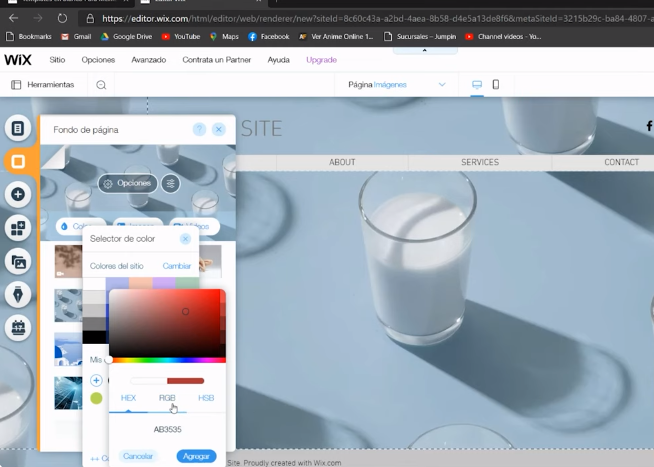 https://editor.wix.com/html/editor/web/renderer/new?siteId=8c60c43a-a2bd-4aea-8b58-d4e5a13de8f6&metaSiteId=3215b29c-ba84-4807-a
Bookmarks Gmail Google Drive YouTube Maps Facebook Ver Anime Online 1... Sucursales – Jumpin Channel videos - Yo...
WiX Sitio Opciones Avanzado Contrata un Partner Ayuda Upgrade
Herramientas Página Imágenes
Fondo de página ? SITE
Opciones
ABOUT SERVICES CONTACT
Selector de color
Colores del sitio Cambiar
Mis
HEX RGB HSB
AB3535
Cancelar Agregar
Site. Proudly created with Wix.com